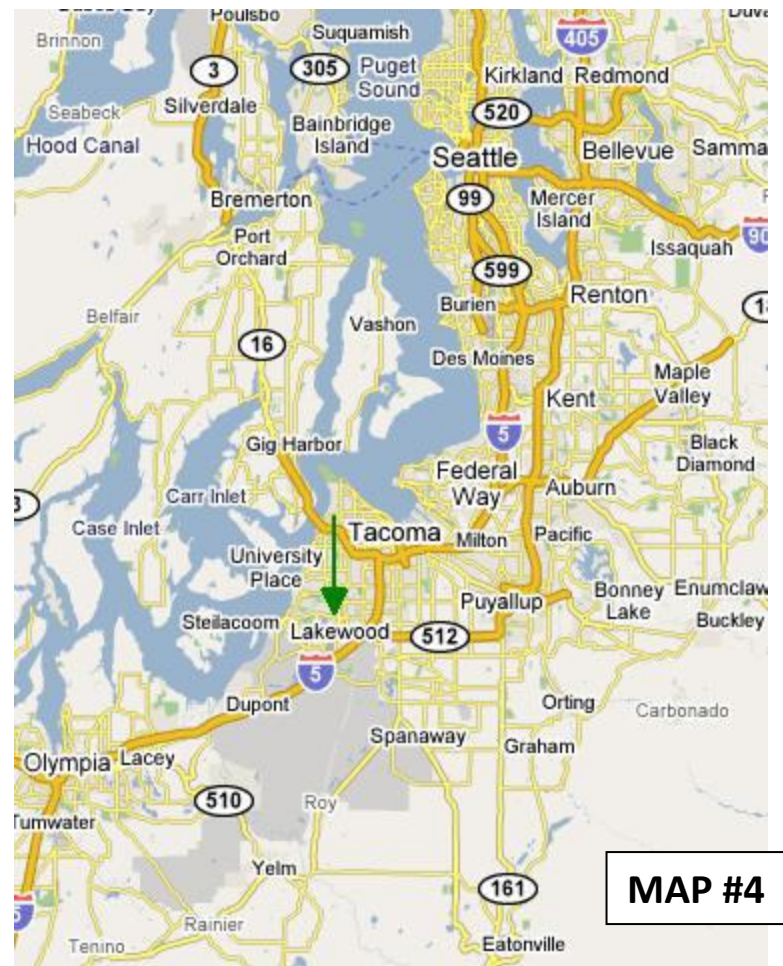 Poulsbo
Suquamish
405
Brinnon
3
305
Puget
Sound
Kirkland Redmond
Silverdale
Seabeck
520
Bainbridge
Island
Hood Canal
Seattle
Bellevue
Samma
Bremerton
99
Mercer
Island
Port
Orchard
90
Issaquah
599
Renton
Burien
Belfair
Vashon
16
Des Moines
Maple
Valley
Kent
5
Gig Harbor
Black
Diamond
Federal
Way
Auburn
Carr Inlet
3
Case Inlet
Tacoma
Milton
Pacific
University
Place
Bonney
Lake
Enumclaw
Puyallup
Buckley
Steilacoom
Lakewood
512
5
Dupont
Orting
Carbonado
Spanaway
Graham
Olympia
Lacey
510
Roy
Tumwater
Yelm
161
MAP #4
5
Rainier
Tenino
Eatonville